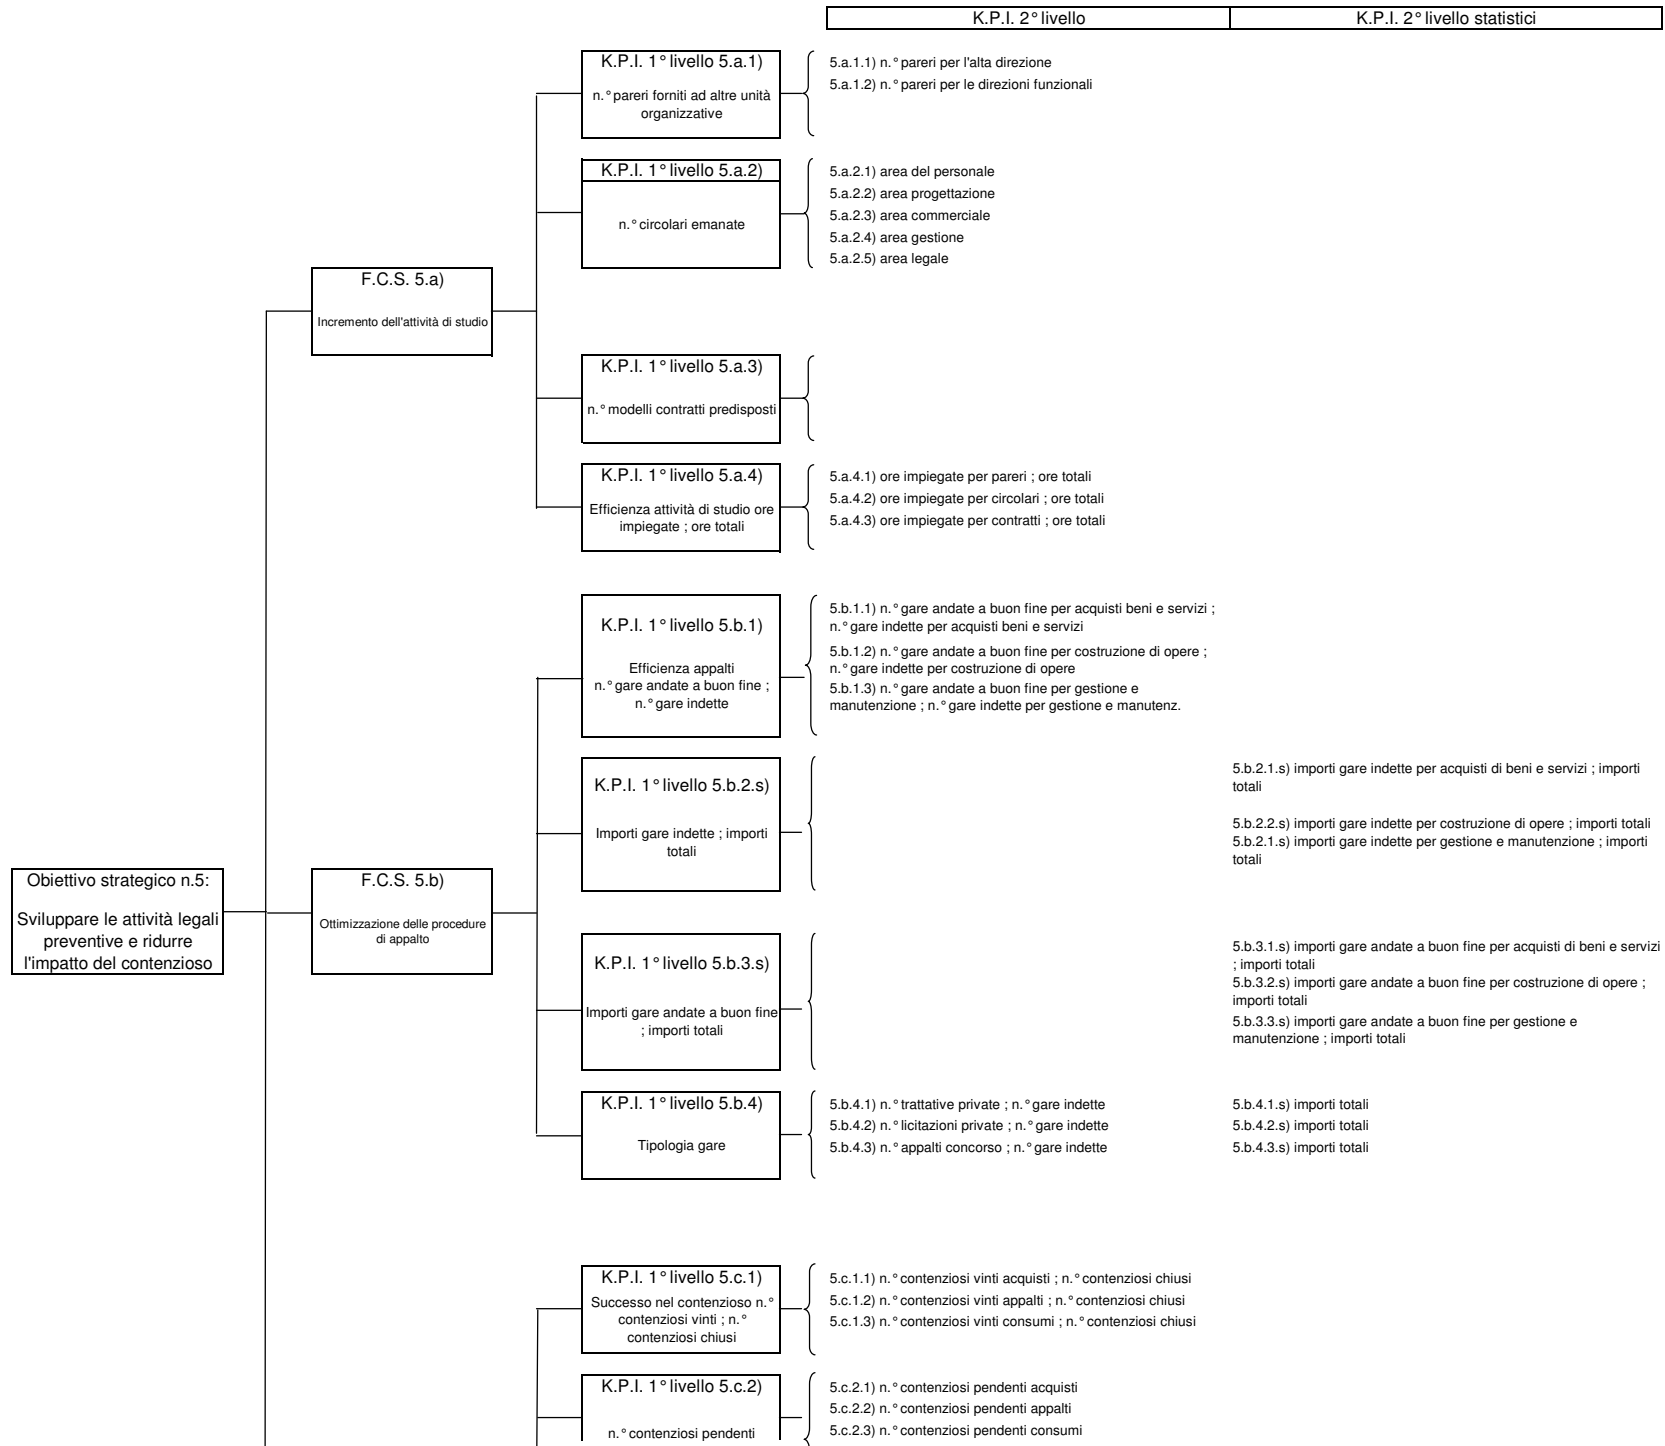 K.P.I. 2° livello
K.P.I. 2° livello statistici
K.P.I. 1° livello 5.a.1)
n.° pareri forniti ad altre unità
organizzative
5.a.1.1) n.° pareri per l'alta direzione
5.a.1.2) n.° pareri per le direzioni funzionali
K.P.I. 1° livello 5.a.2)
n.° circolari emanate
5.a.2.1) area del personale
5.a.2.2) area progettazione
5.a.2.3) area commerciale
5.a.2.4) area gestione
5.a.2.5) area legale
F.C.S. 5.a)
Incremento dell'attività di studio
K.P.I. 1° livello 5.a.3)
n.° modelli contratti predisposti
K.P.I. 1° livello 5.a.4)
Efficienza attività di studio ore
impiegate ; ore totali
5.a.4.1) ore impiegate per pareri ; ore totali
5.a.4.2) ore impiegate per circolari ; ore totali
5.a.4.3) ore impiegate per contratti ; ore totali
K.P.I. 1° livello 5.b.1)
Efficienza appalti
n.° gare andate a buon fine ;
n.° gare indette
5.b.1.1) n.° gare andate a buon fine per acquisti beni e servizi ;
n.° gare indette per acquisti beni e servizi
5.b.1.2) n.° gare andate a buon fine per costruzione di opere ;
n.° gare indette per costruzione di opere
5.b.1.3) n.° gare andate a buon fine per gestione e
manutenzione ; n.° gare indette per gestione e manutenz.
K.P.I. 1° livello 5.b.2.s)
Importi gare indette ; importi
totali
5.b.2.1.s) importi gare indette per acquisti di beni e servizi ; importi
totali
5.b.2.2.s) importi gare indette per costruzione di opere ; importi totali
5.b.2.1.s) importi gare indette per gestione e manutenzione ; importi
totali
Obiettivo strategico n.5:
Sviluppare le attività legali
preventive e ridurre
l'impatto del contenzioso
F.C.S. 5.b)
Ottimizzazione delle procedure
di appalto
K.P.I. 1° livello 5.b.3.s)
Importi gare andate a buon fine
; importi totali
5.b.3.1.s) importi gare andate a buon fine per acquisti di beni e servizi
; importi totali
5.b.3.2.s) importi gare andate a buon fine per costruzione di opere ;
importi totali
5.b.3.3.s) importi gare andate a buon fine per gestione e
manutenzione ; importi totali
K.P.I. 1° livello 5.b.4)
Tipologia gare
5.b.4.1) n.° trattative private ; n.° gare indette
5.b.4.2) n.° licitazioni private ; n.° gare indette
5.b.4.3) n.° appalti concorso ; n.° gare indette
5.b.4.1.s) importi totali
5.b.4.2.s) importi totali
5.b.4.3.s) importi totali
K.P.I. 1° livello 5.c.1)
Successo nel contenzioso n.°
contenziosi vinti ; n.°
contenziosi chiusi
5.c.1.1) n.° contenziosi vinti acquisti ; n.° contenziosi chiusi
5.c.1.2) n.° contenziosi vinti appalti ; n.° contenziosi chiusi
5.c.1.3) n.° contenziosi vinti consumi ; n.° contenziosi chiusi
K.P.I. 1° livello 5.c.2)
n.° contenziosi pendenti
5.c.2.1) n.° contenziosi pendenti acquisti
5.c.2.2) n.° contenziosi pendenti appalti
5.c.2.3) n.° contenziosi pendenti consumi